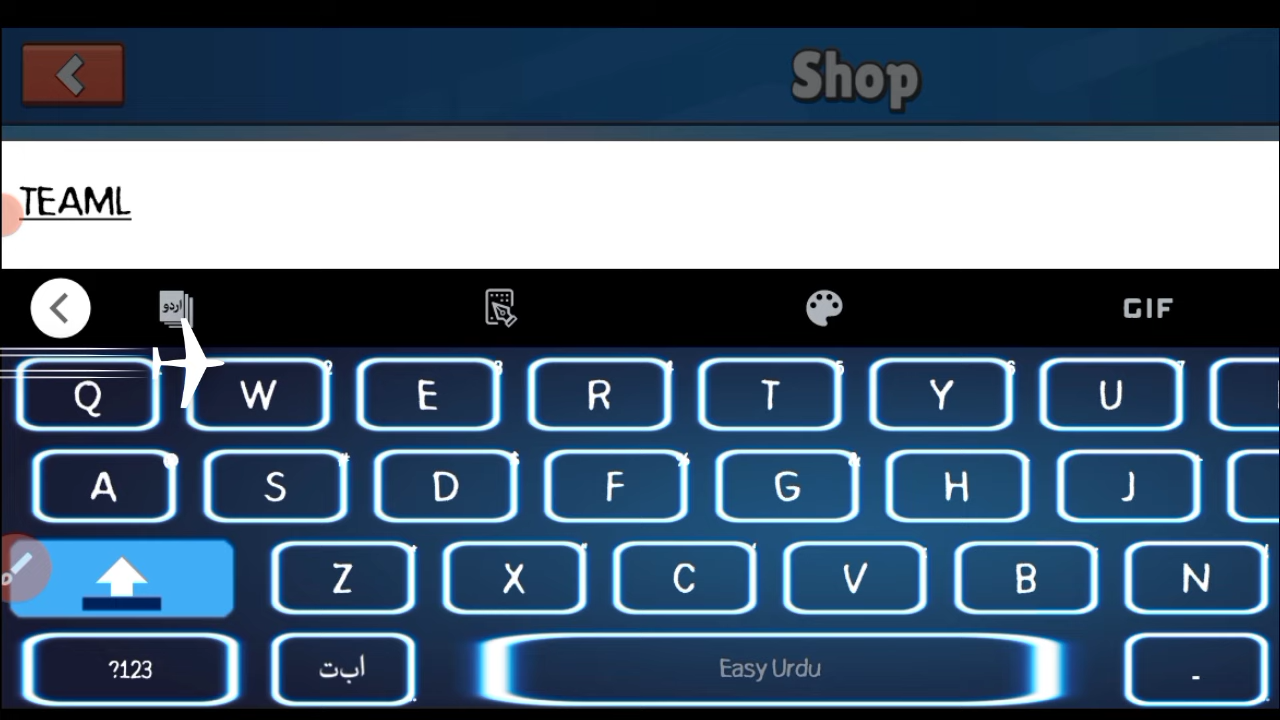 Shop
TEAML
اردو
GIF
Q W E R T Y U
A S D F G H J
Z X C V B N
?123 ابت Easy Urdu -